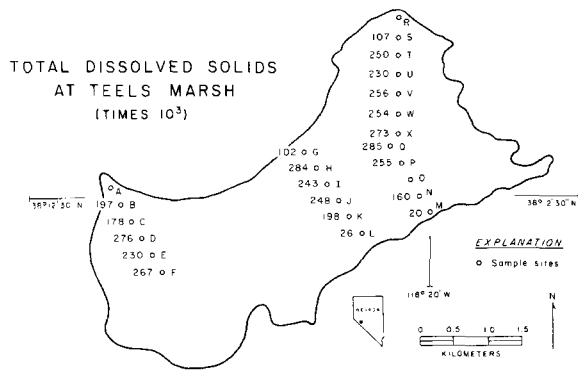 TOTAL DISSOLVED SOLIDS
AT TEELS MARSH
(TIMES 10³)
R
107 S
250 T
230 U
256 V
254 W
273 X
285 Q
255 P
O
160 N
20 M
102 G
284 H
243 I
248 J
198 K
26 L
A
197 B
178 C
276 D
230 E
267 F
38° 12' 30" N
38° 2' 30" N
118° 20' W
EXPLANATION
Sample sites
NEVADA
N
0 0.5 1.0 1.5
KILOMETERS